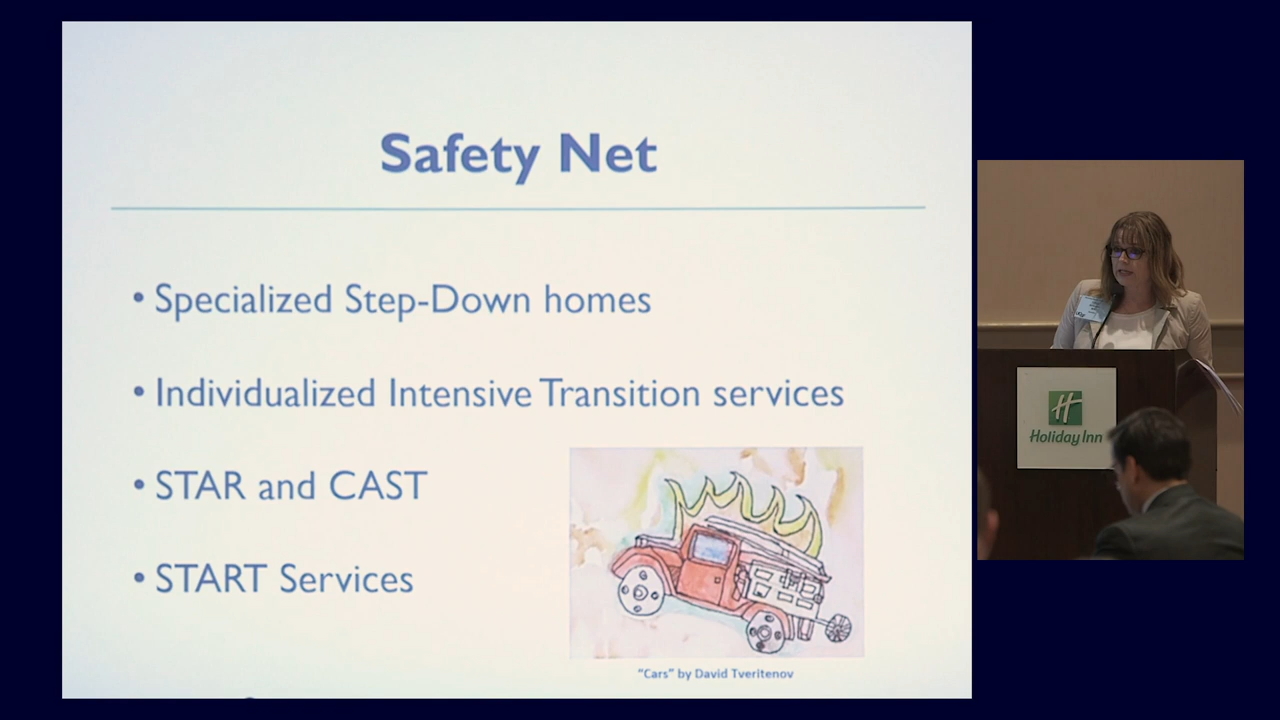 Safety Net
• Specialized Step-Down homes
• Individualized Intensive Transition services
• STAR and CAST
• START Services
"Cars" by David Tveritenov
H
Holiday Inn